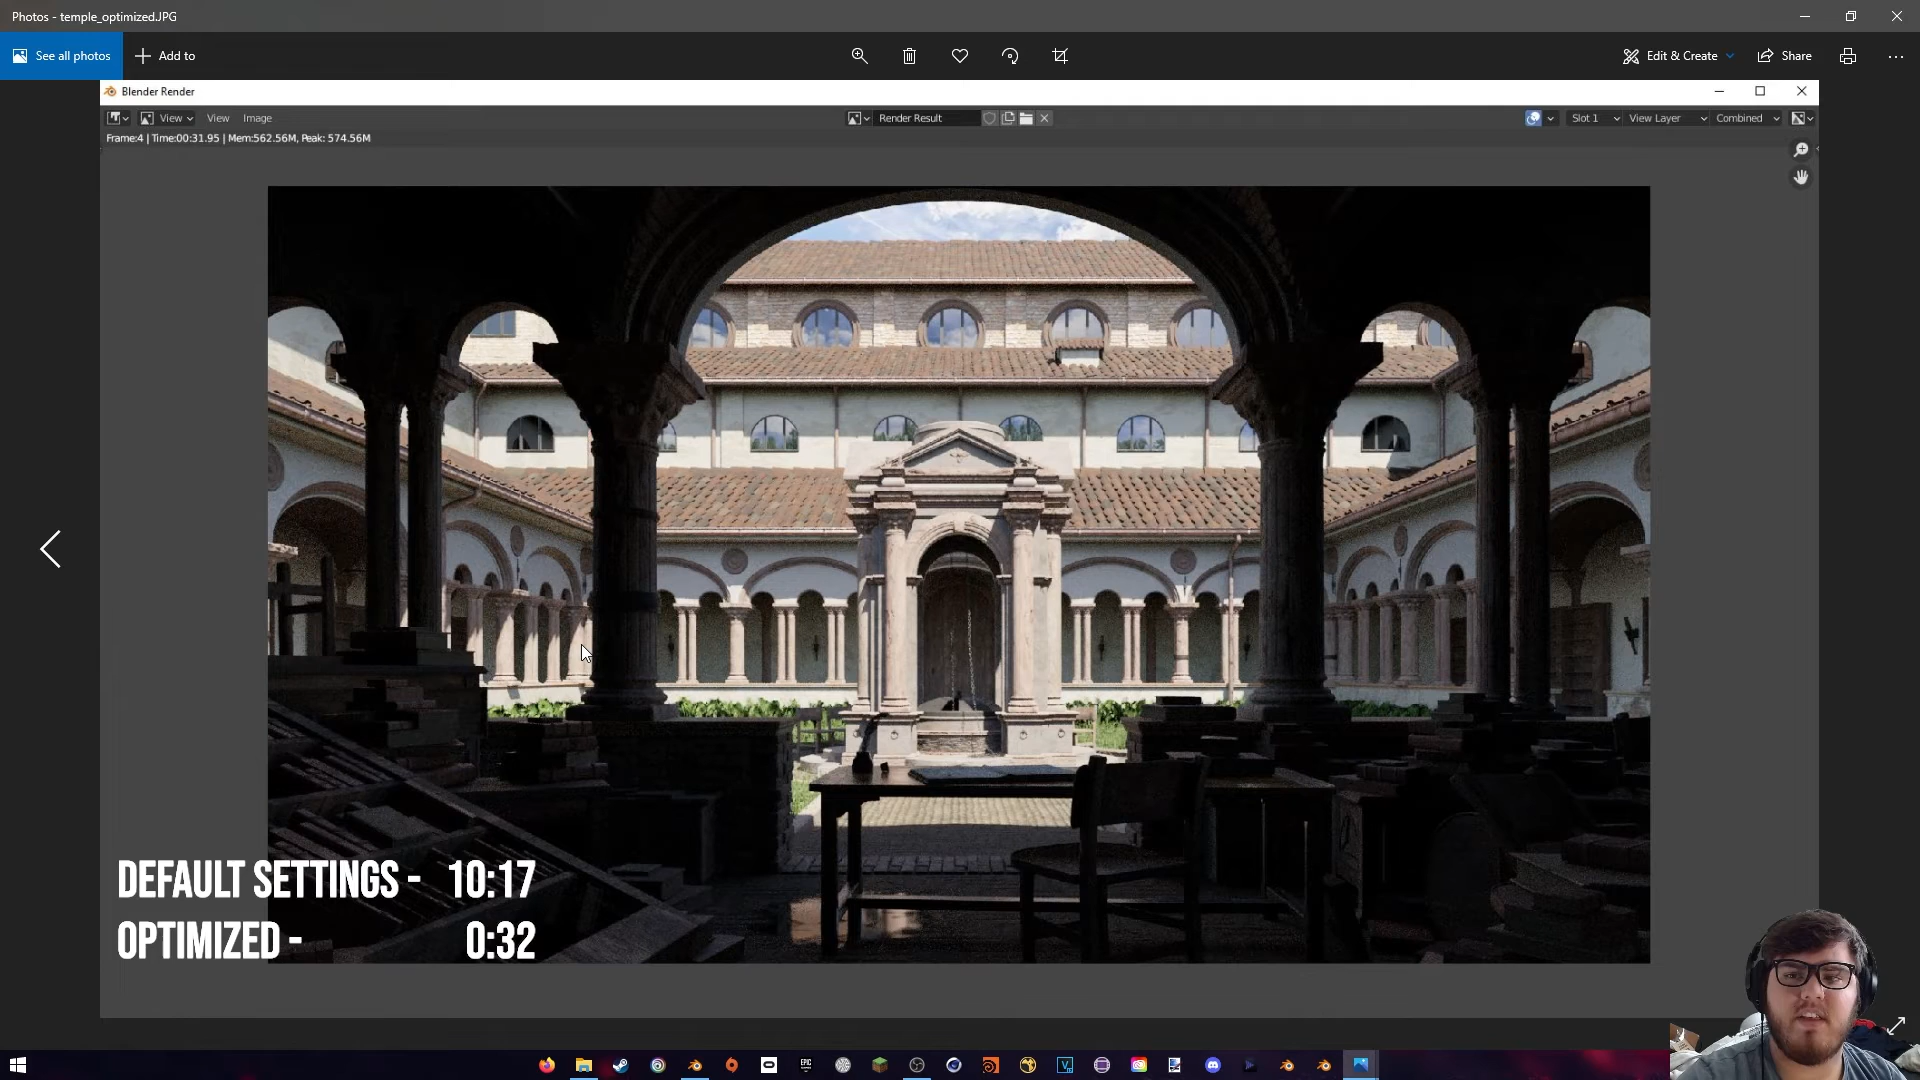 Photos - temple_optimized.JPG
See all photos
Add to
Edit & Create
Share
Blender Render
View
View
Image
Render Result
Slot 1
View Layer
Combined
Frame:4 | Time:00:31.95 | Mem:562.56M, Peak: 574.56M
DEFAULT SETTINGS - 10:17
OPTIMIZED - 0:32
EPIC